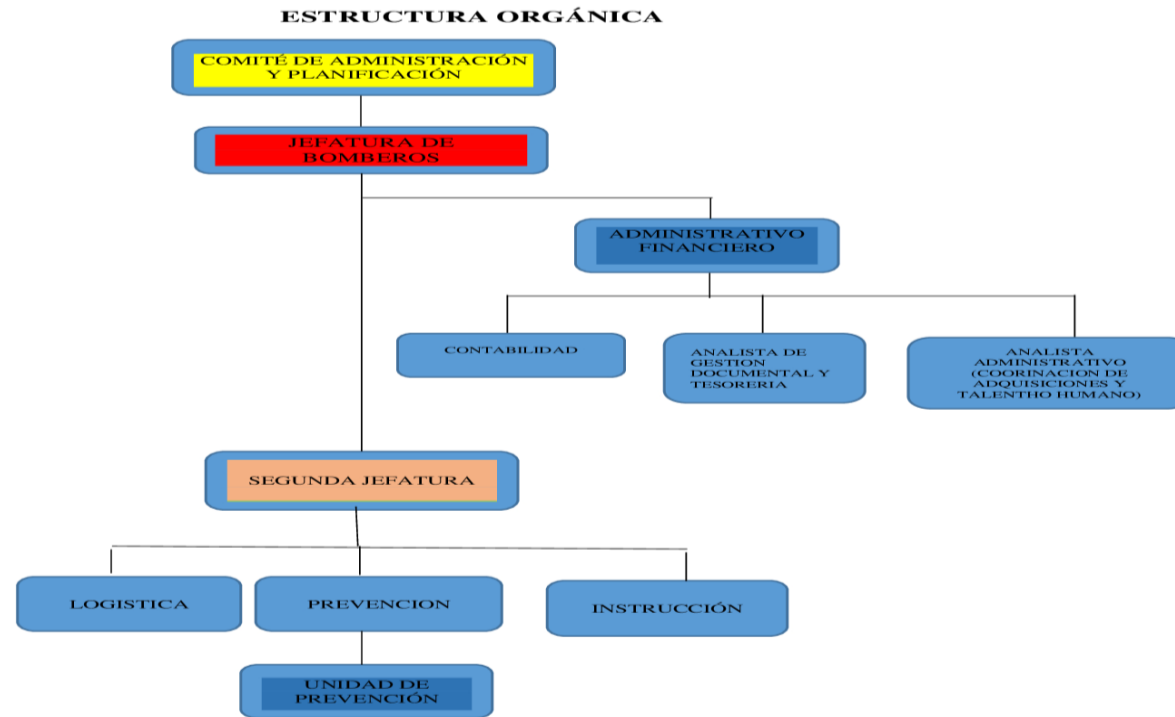 ESTRUCTURA ORGÁNICA
COMITÉ DE ADMINISTRACIÓN
Y PLANIFICACIÓN
JEFATURA DE
BOMBEROS
ADMINISTRATIVO
FINANCIERO
CONTABILIDAD
ANALISTA DE
GESTION
DOCUMENTAL Y
TESORERIA
ANALISTA
ADMINISTRATIVO
(COORINACION DE
ADQUISICIONES Y
TALENTHO HUMANO)
SEGUNDA JEFATURA
LOGISTICA
PREVENCION
INSTRUCCIÓN
UNIDAD DE
PREVENCIÓN